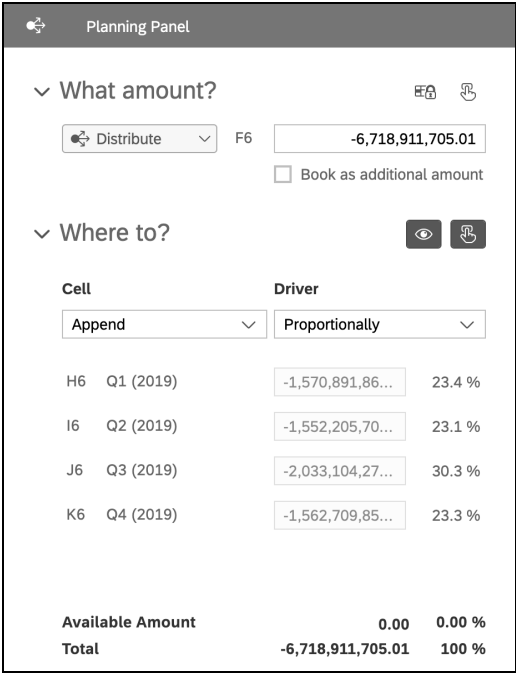 Planning Panel
What amount?
Distribute F6 -6,718,911,705.01
Book as additional amount
Where to?
Cell Driver
Append Proportionally
H6 Q1 (2019) -1,570,891,86... 23.4 %
I6 Q2 (2019) -1,552,205,70... 23.1 %
J6 Q3 (2019) -2,033,104,27... 30.3 %
K6 Q4 (2019) -1,562,709,85... 23.3 %
Available Amount 0.00 0.00 %
Total -6,718,911,705.01 100 %